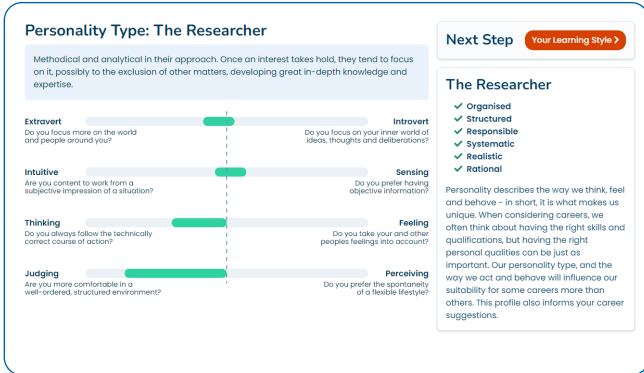 Personality Type: The Researcher
Methodical and analytical in their approach. Once an interest takes hold, they tend to focus
on it, possibly to the exclusion of other matters, developing great in-depth knowledge and
expertise.
Extravert
Introvert
Do you focus more on the world
and people around you?
Do you focus on your inner world of
ideas, thoughts and deliberations?
Intuitive
Sensing
Are you content to work from a
subjective impression of a situation?
Do you prefer having
objective information?
Thinking
Feeling
Do you always follow the technically
correct course of action?
Do you take your and other
peoples feelings into account?
Judging
Perceiving
Are you more comfortable in a
well-ordered, structured environment?
Do you prefer the spontaneity
of a flexible lifestyle?
Next Step
Your Learning Style
The Researcher
Organised
Structured
Responsible
Systematic
Realistic
Rational
Personality describes the way we think, feel
and behave - in short, it is what makes us
unique. When considering careers, we
often think about having the right skills and
qualifications, but having the right
personal qualities can be just as
important. Our personality type, and the
way we act and behave will influence our
suitability for some careers more than
others. This profile also informs your career
suggestions.